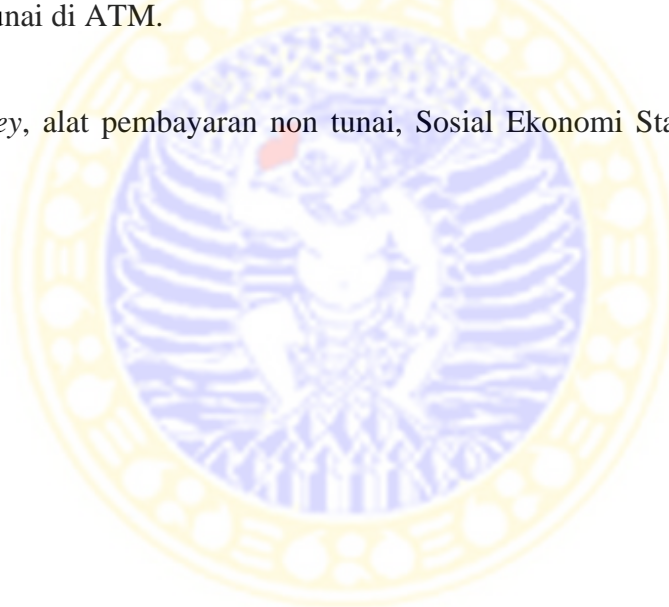 unai di ATM.
ey, alat pembayaran non tunai, Sosial Ekonomi Sta